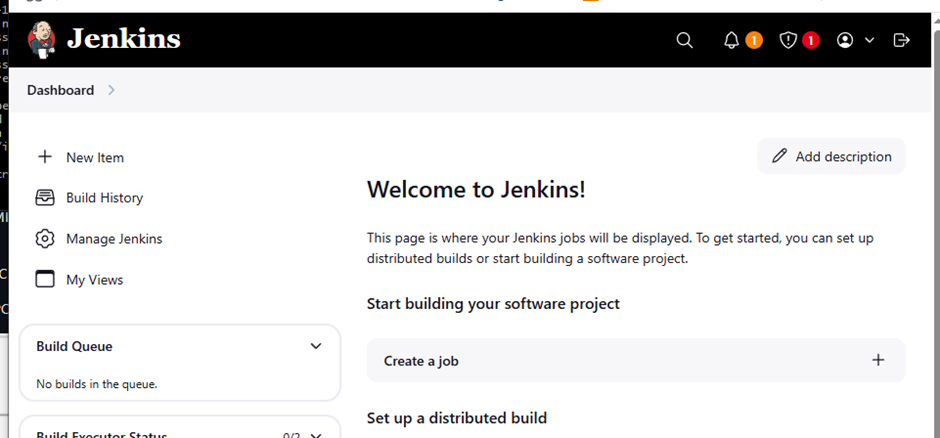 Jenkins
1
1
Dashboard
New Item
Build History
Manage Jenkins
My Views
Build Queue
No builds in the queue.
Build Executor Status
0/2
Add description
Welcome to Jenkins!
This page is where your Jenkins jobs will be displayed. To get started, you can set up
distributed builds or start building a software project.
Start building your software project
Create a job
Set up a distributed build